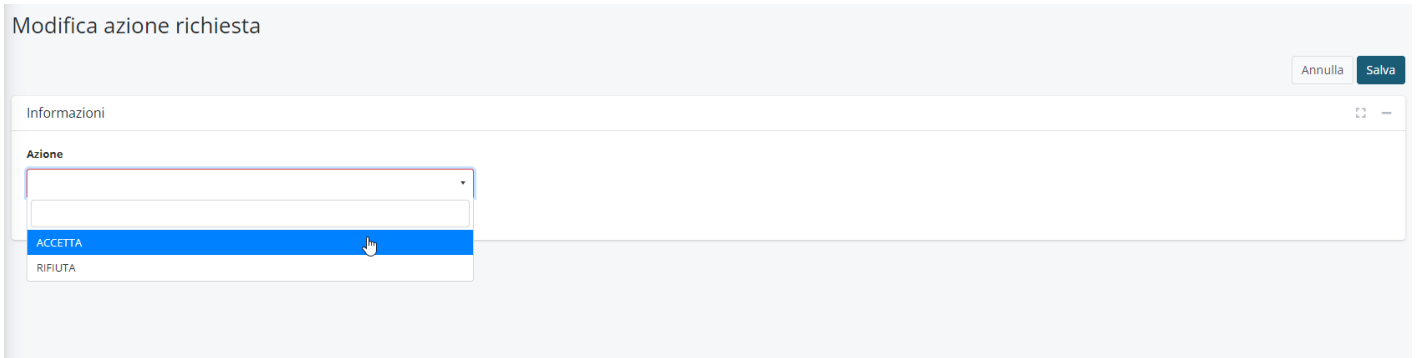 Modifica azione richiesta
Annulla
Salva
Informazioni
Azione
ACCETTA
RIFIUTA